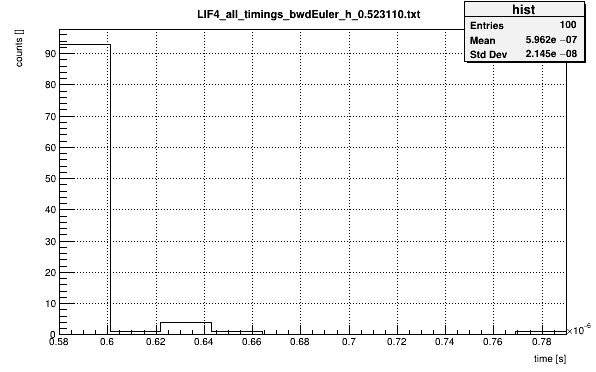 LIF4_all_timings_bwdEuler_h_0.523110.txt
hist
Entries 100
Mean 5.962e −07
Std Dev 2.145e −08
counts []
90
80
70
60
50
40
30
20
10
0
0.58 0.6 0.62 0.64 0.66 0.68 0.7 0.72 0.74 0.76 0.78
×10⁻⁶
time [s]